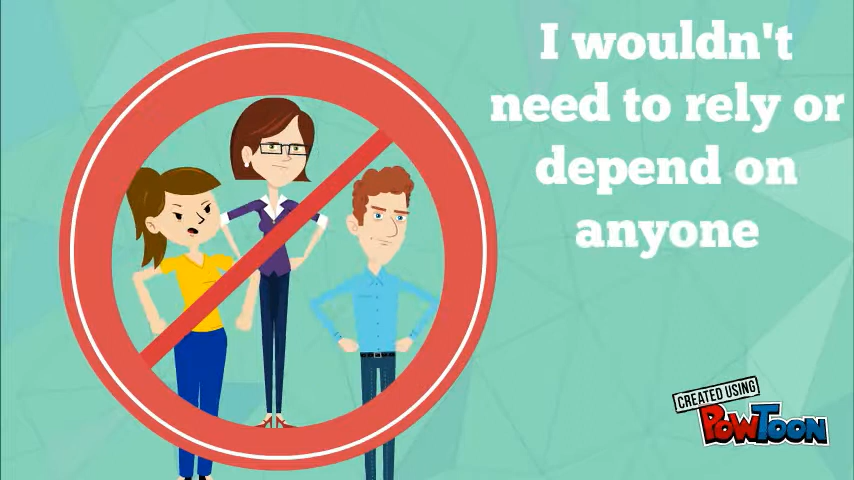 I wouldn't
need to rely or
depend on
anyone
CREATED USING
POWTOON